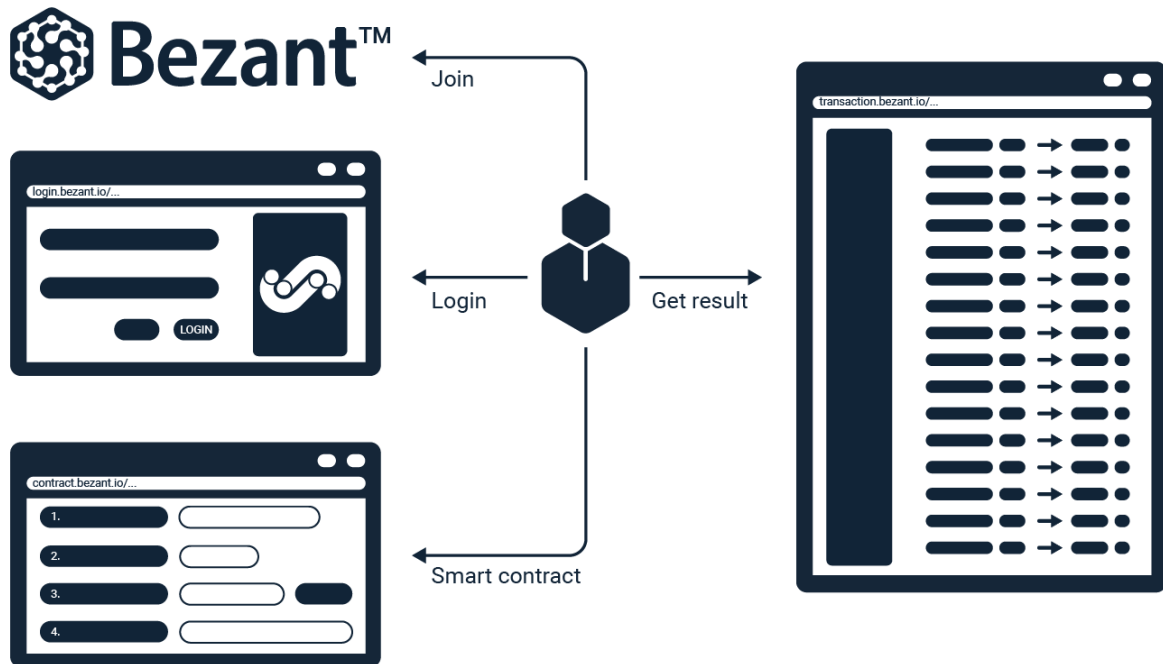 Bezant™
Join
login.bezant.io/...
LOGIN
Login
Get result
transaction.bezant.io/...
contract.bezant.io/...
1.
2.
3.
4.
Smart contract